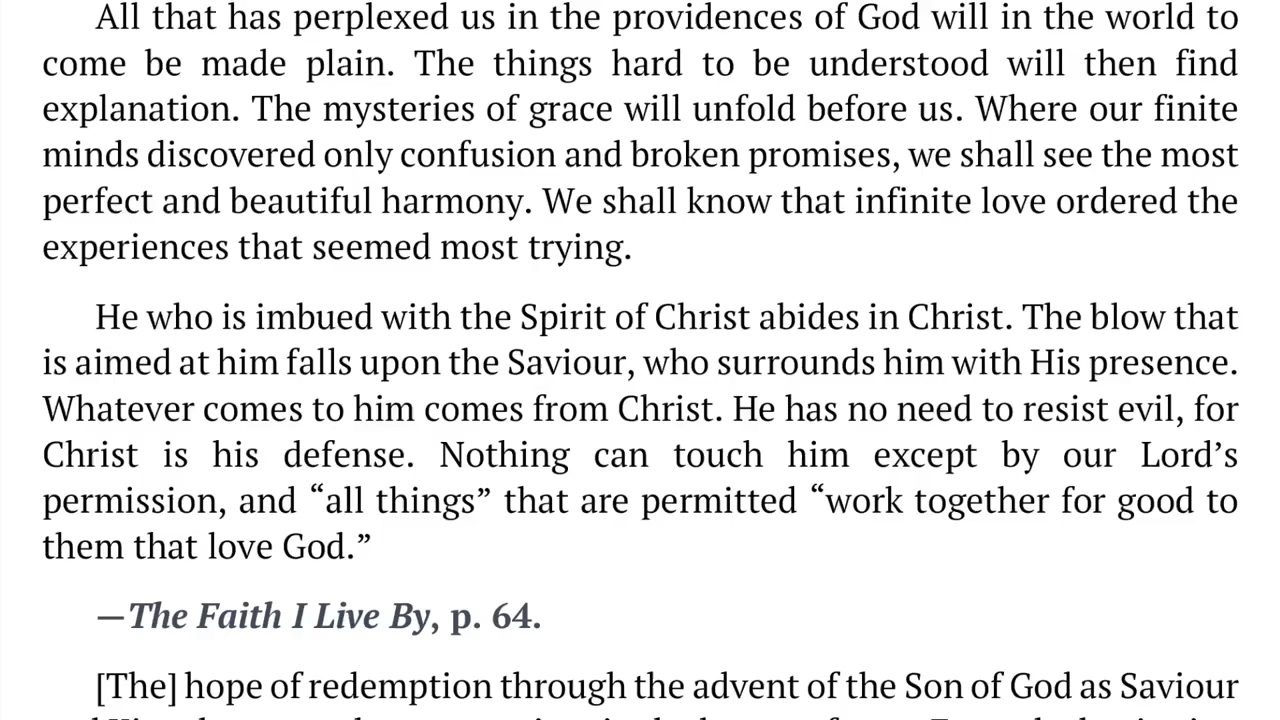 All that has perplexed us in the providences of God will in the world to
come be made plain. The things hard to be understood will then find
explanation. The mysteries of grace will unfold before us. Where our finite
minds discovered only confusion and broken promises, we shall see the most
perfect and beautiful harmony. We shall know that infinite love ordered the
experiences that seemed most trying.
He who is imbued with the Spirit of Christ abides in Christ. The blow that
is aimed at him falls upon the Saviour, who surrounds him with His presence.
Whatever comes to him comes from Christ. He has no need to resist evil, for
Christ is his defense. Nothing can touch him except by our Lord’s
permission, and “all things” that are permitted “work together for good to
them that love God.”
—The Faith I Live By, p. 64.
[The] hope of redemption through the advent of the Son of God as Saviour